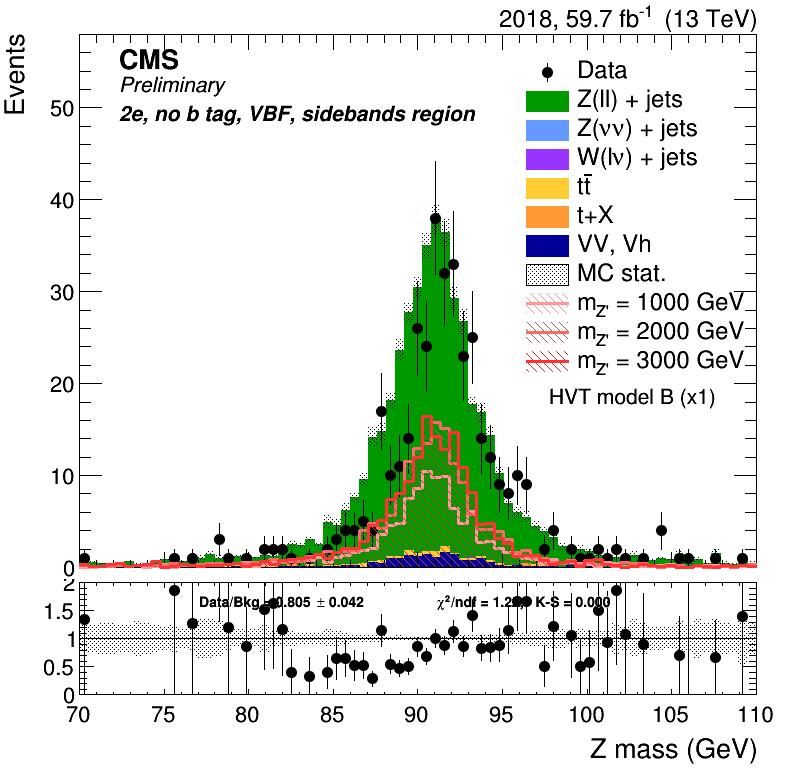 2018, 59.7 fb⁻¹ (13 TeV)
Events
CMS
Preliminary
2e, no b tag, VBF, sidebands region
Data
Z(ll) + jets
Z(νν) + jets
W(lν) + jets
tt̄
t+X
VV, Vh
MC stat.
m_Z' = 1000 GeV
m_Z' = 2000 GeV
m_Z' = 3000 GeV
HVT model B (x1)
50
40
30
20
10
0
Data/Bkg = 0.805 ± 0.042
χ²/ndf = K-S = 0.000
2
1.5
1
0.5
0
70 75 80 85 90 95 100 105 110
Z mass (GeV)